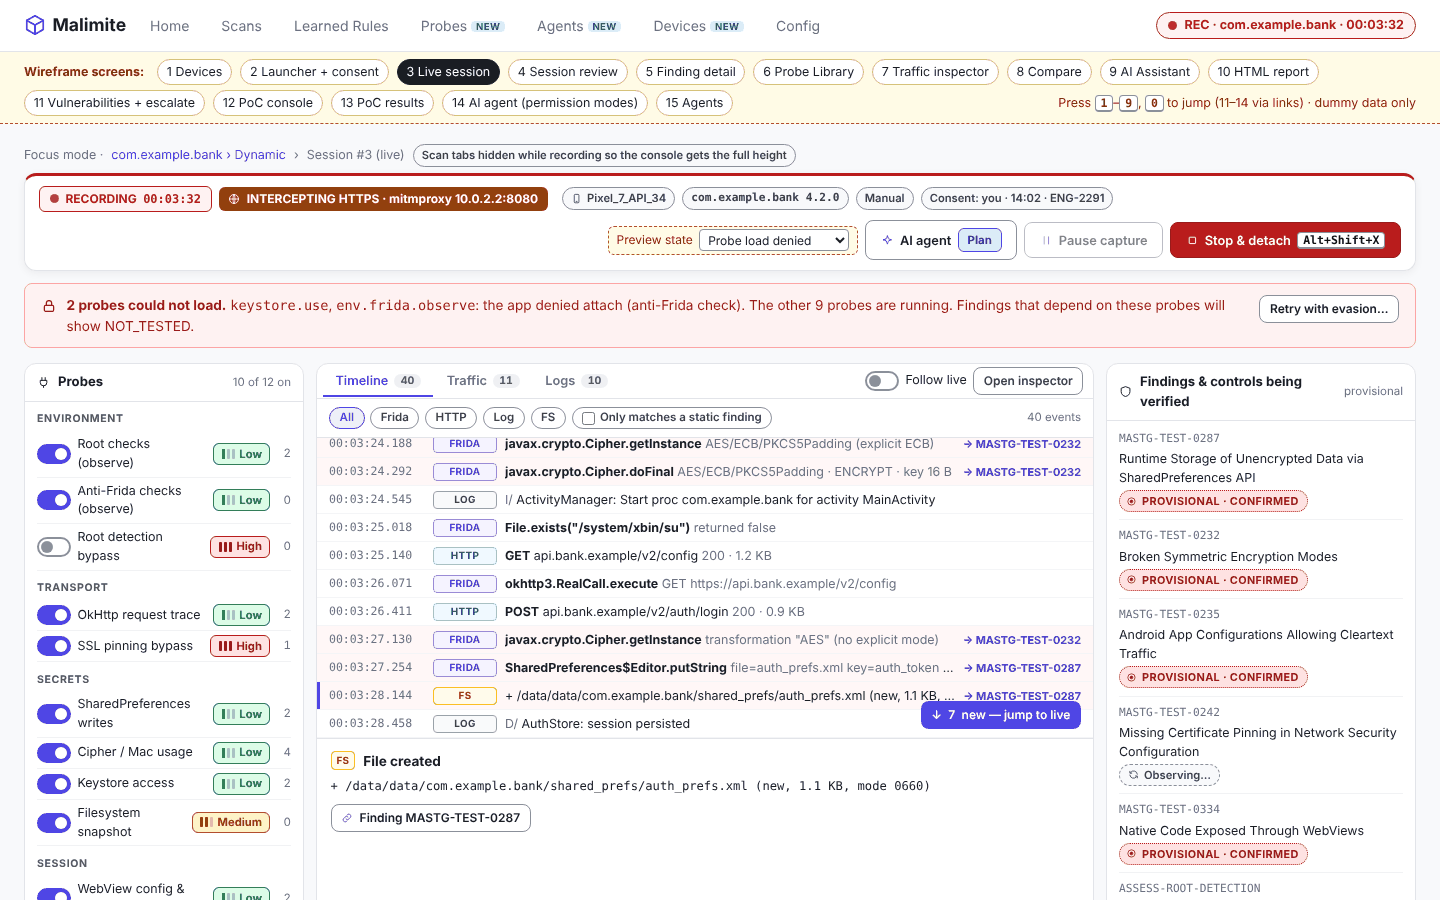 Malimite Home Scans Learned Rules Probes NEW Agents NEW Devices NEW Config REC · com.example.bank · 00:03:32
Wireframe screens: 1 Devices 2 Launcher + consent 3 Live session 4 Session review 5 Finding detail 6 Probe Library 7 Traffic inspector 8 Compare 9 AI Assistant 10 HTML report
11 Vulnerabilities + escalate 12 PoC console 13 PoC results 14 AI agent (permission modes) 15 Agents Press 1–9, 0 to jump (11–14 via links) · dummy data only
Focus mode · com.example.bank › Dynamic › Session #3 (live) Scan tabs hidden while recording so the console gets the full height
RECORDING 00:03:32 INTERCEPTING HTTPS · mitmproxy 10.0.2.2:8080 Pixel_7_API_34 com.example.bank 4.2.0 Manual Consent: you · 14:02 · ENG-2291
Preview state Probe load denied AI agent Plan Pause capture Stop & detach Alt+Shift+X
2 probes could not load. keystore.use, env.frida.observe: the app denied attach (anti-Frida check). The other 9 probes are running. Findings that depend on these probes will
show NOT_TESTED.
Retry with evasion...
Probes 10 of 12 on
ENVIRONMENT
Root checks
(observe) Low 2
Anti-Frida checks
(observe) Low 0
Root detection
bypass High 0
TRANSPORT
OkHttp request trace Low 2
SSL pinning bypass High 1
SECRETS
SharedPreferences
writes Low 2
Cipher / Mac usage Low 4
Keystore access Low 2
Filesystem
snapshot Medium 0
SESSION
WebView config & Low 2
Timeline 40 Traffic 11 Logs 10 Follow live Open inspector
All Frida HTTP Log FS Only matches a static finding 40 events
00:03:24.188 FRIDA javax.crypto.Cipher.getInstance AES/ECB/PKCS5Padding (explicit ECB) → MASTG-TEST-0232
00:03:24.292 FRIDA javax.crypto.Cipher.doFinal AES/ECB/PKCS5Padding · ENCRYPT · key 16 B → MASTG-TEST-0232
00:03:24.545 LOG I/ ActivityManager: Start proc com.example.bank for activity MainActivity
00:03:25.018 FRIDA File.exists("/system/xbin/su") returned false
00:03:25.140 HTTP GET api.bank.example/v2/config 200 · 1.2 KB
00:03:26.071 FRIDA okhttp3.RealCall.execute GET https://api.bank.example/v2/config
00:03:26.411 HTTP POST api.bank.example/v2/auth/login 200 · 0.9 KB
00:03:27.130 FRIDA javax.crypto.Cipher.getInstance transformation "AES" (no explicit mode) → MASTG-TEST-0232
00:03:27.254 FRIDA SharedPreferences$Editor.putString file=auth_prefs.xml key=auth_token ... → MASTG-TEST-0287
00:03:28.144 FS + /data/data/com.example.bank/shared_prefs/auth_prefs.xml (new, 1.1 KB, ... → MASTG-TEST-0287
00:03:28.458 LOG D/ AuthStore: session persisted
↓ 7 new — jump to live
FS File created
+ /data/data/com.example.bank/shared_prefs/auth_prefs.xml (new, 1.1 KB, mode 0660)
Finding MASTG-TEST-0287
Findings & controls being
verified provisional
MASTG-TEST-0287
Runtime Storage of Unencrypted Data via
SharedPreferences API
PROVISIONAL · CONFIRMED
MASTG-TEST-0232
Broken Symmetric Encryption Modes
PROVISIONAL · CONFIRMED
MASTG-TEST-0235
Android App Configurations Allowing Cleartext
Traffic
PROVISIONAL · CONFIRMED
MASTG-TEST-0242
Missing Certificate Pinning in Network Security
Configuration
Observing...
MASTG-TEST-0334
Native Code Exposed Through WebViews
PROVISIONAL · CONFIRMED
ASSESS-ROOT-DETECTION